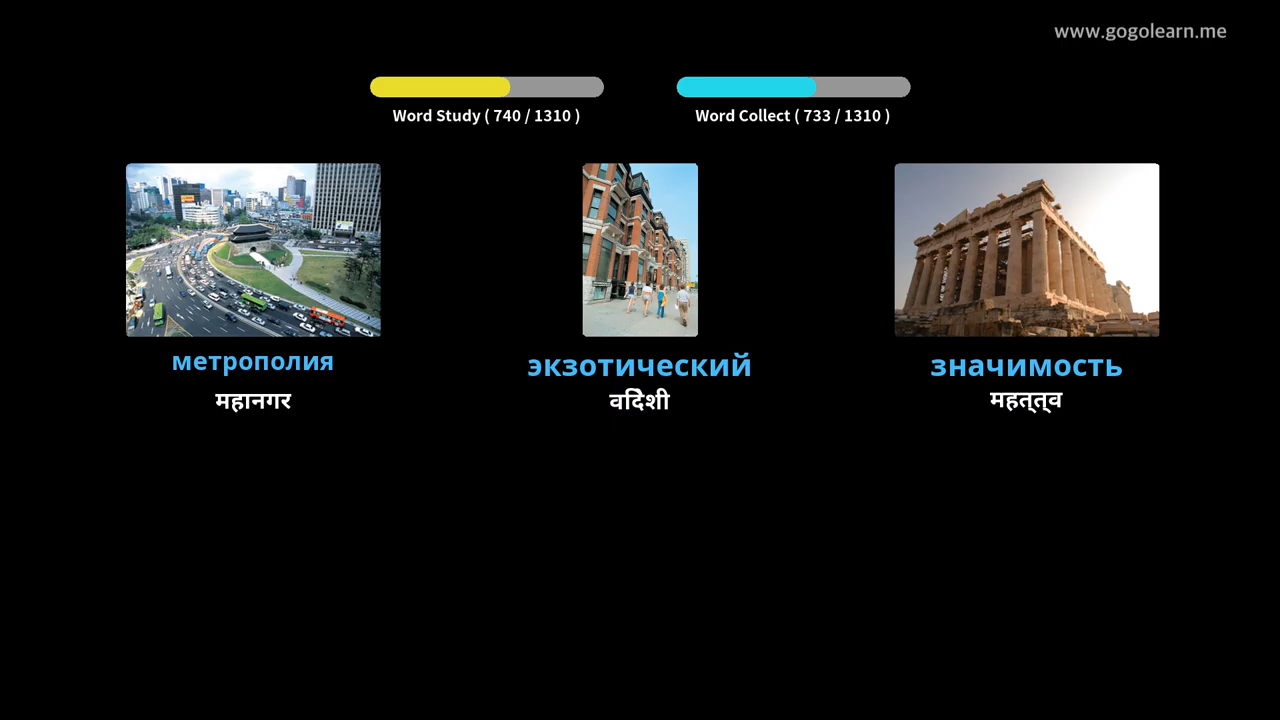 www.gogolearn.me
Word Study ( 740 / 1310 )
Word Collect ( 733 / 1310 )
метрополия
экзотический
значимость
महानगर
विदेशी
महत्त्व